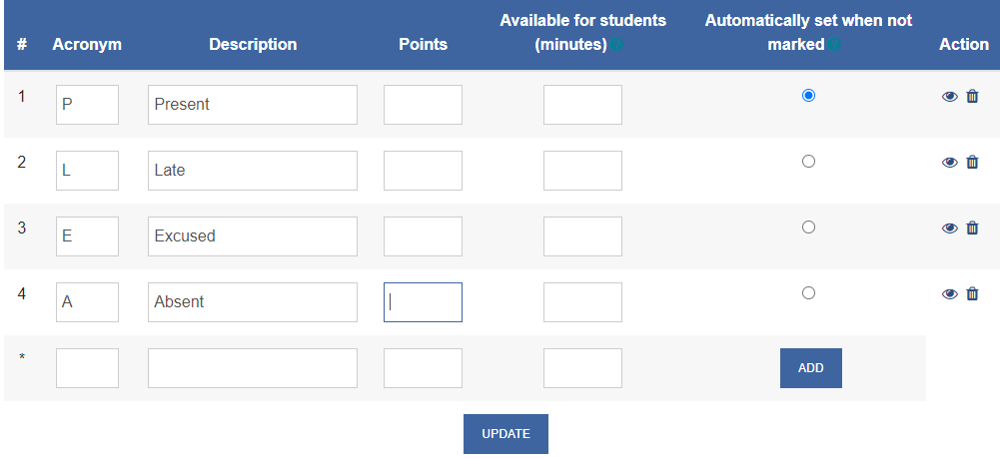 # Acronym Description Points Available for students (minutes) Automatically set when not marked Action
1 P Present
2 L Late
3 E Excused
4 A Absent
* ADD
UPDATE